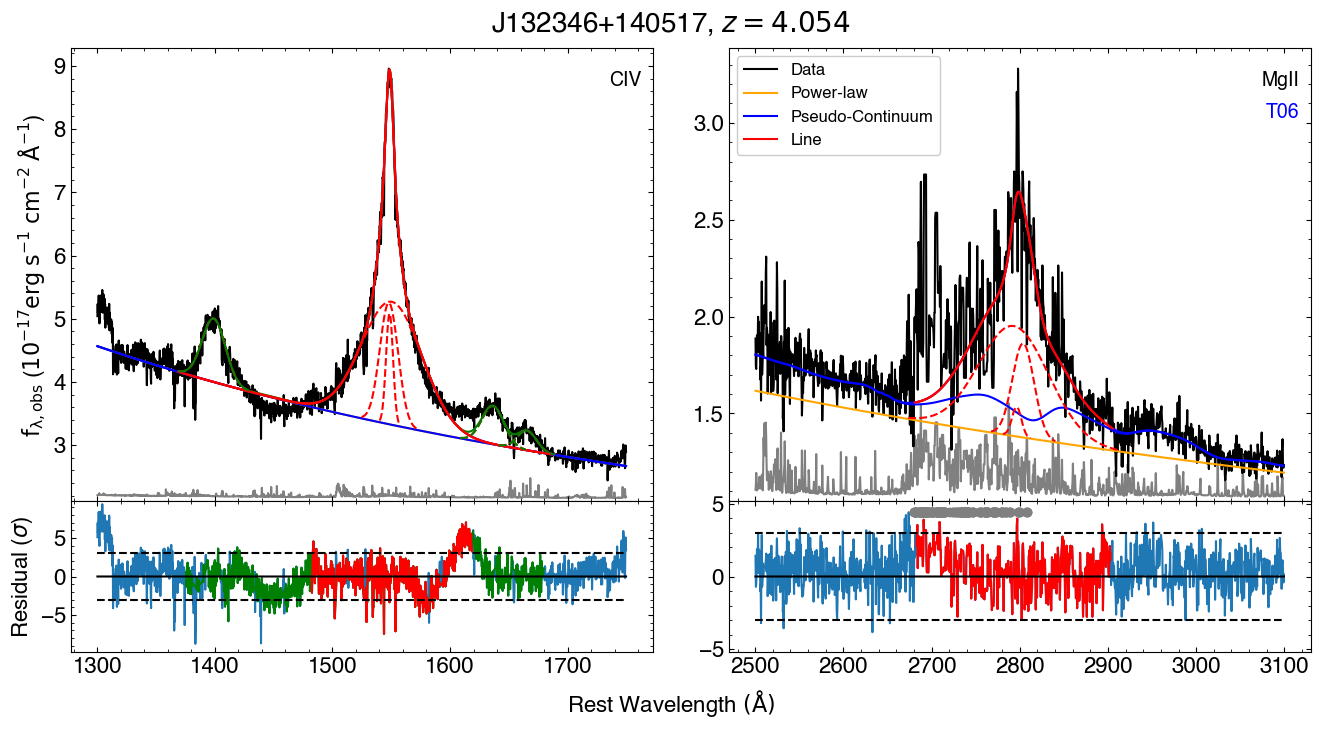 J132346+140517, z = 4.054
CIV
9
8
7
6
5
4
3
f_{λ, obs} (10^{−17}erg s^{−1} cm^{−2} Å^{−1})
Data
Power-law
Pseudo-Continuum
Line
MgII
T06
3.0
2.5
2.0
1.5
Residual (σ)
5
0
−5
1300 1400 1500 1600 1700
5
0
−5
2500 2600 2700 2800 2900 3000 3100
Rest Wavelength (Å)